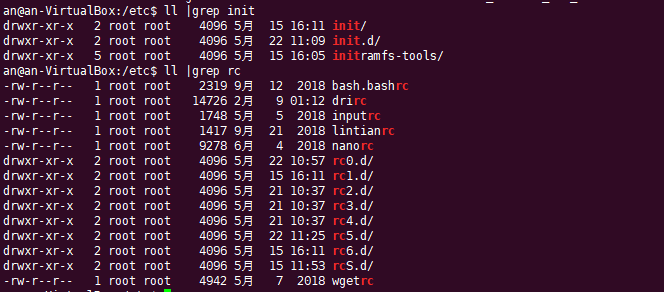 an@an-VirtualBox:/etc$ ll |grep init
drwxr-xr-x   2 root root    4096 5月   15 16:11 init/
drwxr-xr-x   2 root root    4096 5月   22 11:09 init.d/
drwxr-xr-x   5 root root    4096 5月   15 16:05 initramfs-tools/
an@an-VirtualBox:/etc$ ll |grep rc
-rw-r--r--   1 root root    2319 9月   12  2018 bash.bashrc
-rw-r--r--   1 root root   14726 2月    9 01:12 drirc
-rw-r--r--   1 root root    1748 5月    5  2018 inputrc
-rw-r--r--   1 root root    1417 9月   21  2018 lintianrc
-rw-r--r--   1 root root    9278 6月    4  2018 nanorc
drwxr-xr-x   2 root root    4096 5月   22 10:57 rc0.d/
drwxr-xr-x   2 root root    4096 5月   15 16:11 rc1.d/
drwxr-xr-x   2 root root    4096 5月   21 10:37 rc2.d/
drwxr-xr-x   2 root root    4096 5月   21 10:37 rc3.d/
drwxr-xr-x   2 root root    4096 5月   21 10:37 rc4.d/
drwxr-xr-x   2 root root    4096 5月   22 11:25 rc5.d/
drwxr-xr-x   2 root root    4096 5月   15 16:11 rc6.d/
drwxr-xr-x   2 root root    4096 5月   15 11:53 rcS.d/
-rw-r--r--   1 root root    4942 5月    7  2018 wgetrc